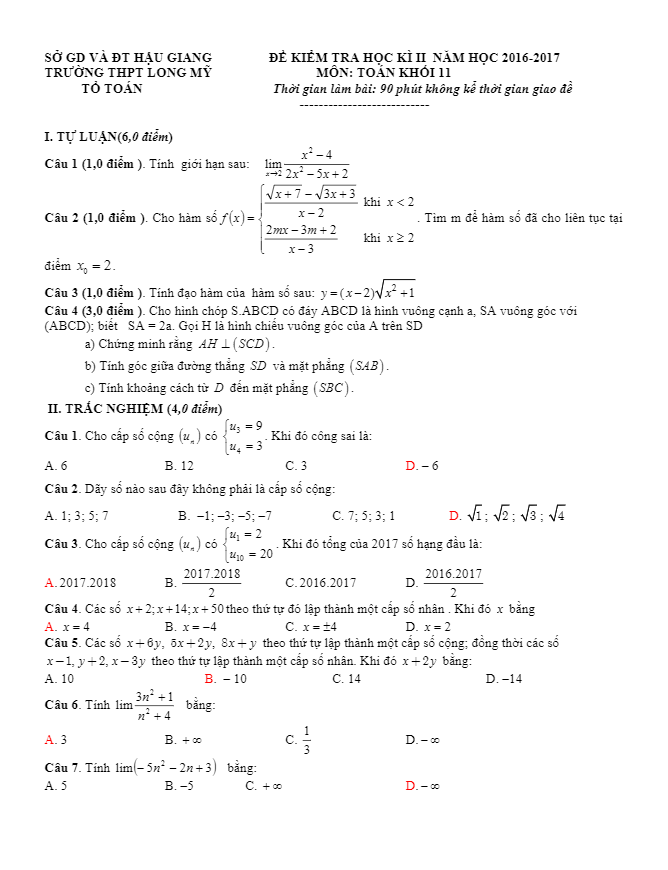 SỞ GD VÀ ĐT HẬU GIANG ĐỀ KIỂM TRA HỌC KÌ II NĂM HỌC 2016-2017
TRƯỜNG THPT LONG MỸ MÔN: TOÁN KHỐI 11
TỔ TOÁN Thời gian làm bài: 90 phút không kể thời gian giao đề
---------------------------
I. TỰ LUẬN(6,0 điểm)
Câu 1 (1,0 điểm ). Tính giới hạn sau: $\lim_{x \to 2} \frac{x^2 - 4}{2x^2 - 5x + 2}$
Câu 2 (1,0 điểm ). Cho hàm số $f(x) = \begin{cases} \frac{\sqrt{x+7} - \sqrt{3x+3}}{x-2} & \text{khi } x < 2 \\ \frac{2mx - 3m + 2}{x-3} & \text{khi } x \geq 2 \end{cases}$. Tìm m để hàm số đã cho liên tục tại
điểm $x_0 = 2$.
Câu 3 (1,0 điểm ). Tính đạo hàm của hàm số sau: $y = (x-2)\sqrt{x^2+1}$
Câu 4 (3,0 điểm ). Cho hình chóp S.ABCD có đáy ABCD là hình vuông cạnh a, SA vuông góc với
(ABCD); biết SA = 2a. Gọi H là hình chiếu vuông góc của A trên SD
a) Chứng minh rằng $AH \perp (SCD)$.
b) Tính góc giữa đường thẳng SD và mặt phẳng (SAB).
c) Tính khoảng cách từ D đến mặt phẳng (SBC).
II. TRẮC NGHIỆM (4,0 điểm)
Câu 1. Cho cấp số cộng $(u_n)$ có $\begin{cases} u_3 = 9 \\ u_4 = 3 \end{cases}$. Khi đó công sai là:
A. 6 B. 12 C. 3 D. – 6
Câu 2. Dãy số nào sau đây không phải là cấp số cộng:
A. 1; 3; 5; 7 B. –1; –3; –5; –7 C. 7; 5; 3; 1 D. $\sqrt{1}$ ; $\sqrt{2}$ ; $\sqrt{3}$ ; $\sqrt{4}$
Câu 3. Cho cấp số cộng $(u_n)$ có $\begin{cases} u_1 = 2 \\ u_{10} = 20 \end{cases}$. Khi đó tổng của 2017 số hạng đầu là:
A. 2017.2018 B. $\frac{2017.2018}{2}$ C. 2016.2017 D. $\frac{2016.2017}{2}$
Câu 4. Các số $x+2; x+14; x+50$ theo thứ tự đó lập thành một cấp số nhân . Khi đó x bằng
A. $x = 4$ B. $x = -4$ C. $x = \pm 4$ D. $x = 2$
Câu 5. Các số $x+6y$, $5x+2y$, $8x+y$ theo thứ tự lập thành một cấp số cộng; đồng thời các số
$x-1, y+2, x-3y$ theo thứ tự lập thành một cấp số nhân. Khi đó $x+2y$ bằng:
A. 10 B. – 10 C. 14 D. –14
Câu 6. Tính $\lim \frac{3n^2+1}{n^2+4}$ bằng:
A. 3 B. $+\infty$ C. $\frac{1}{3}$ D. $-\infty$
Câu 7. Tính $\lim(-5n^2 - 2n + 3)$ bằng:
A. 5 B. –5 C. $+\infty$ D. $-\infty$